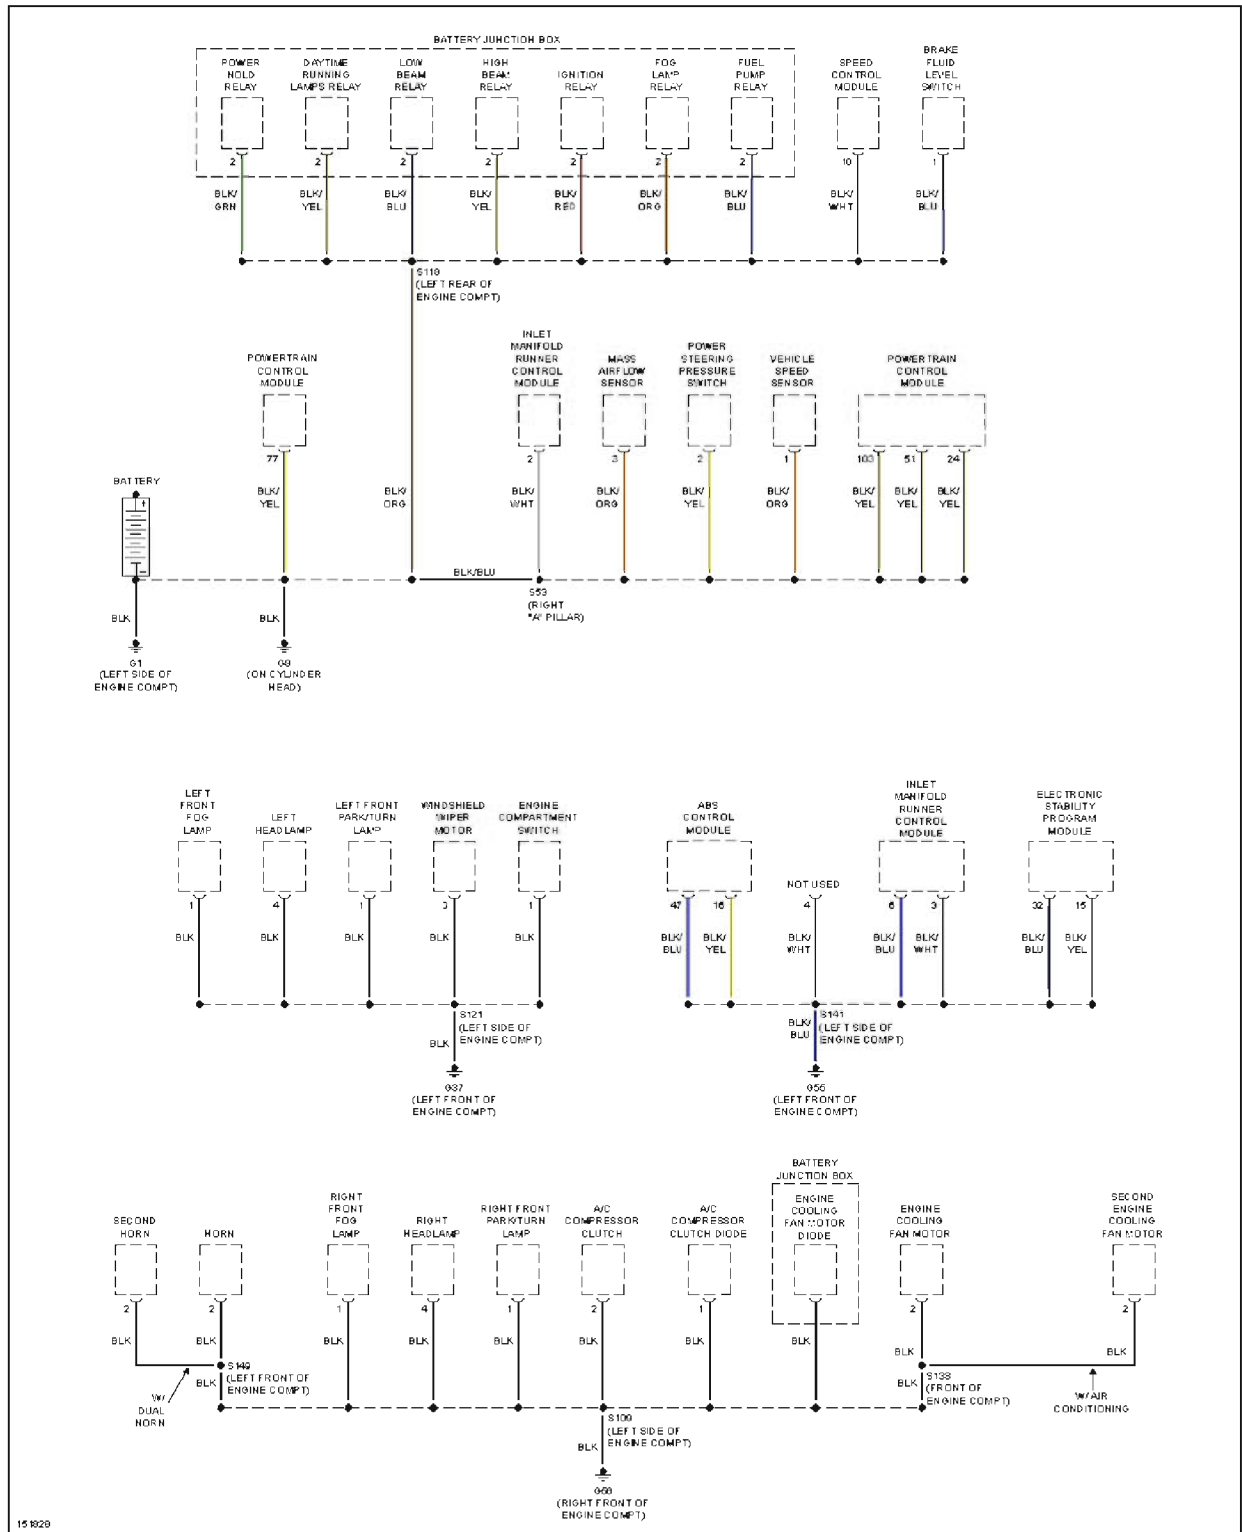 BATTERY JUNCTION BOX
POWER
HOLD
RELAY
DAYTIME
RUNNING
LAMPS RELAY
LOW
BEAM
RELAY
HIGH
BEAM
RELAY
IGNITION
RELAY
FOG
LAMP
RELAY
FUEL
PUMP
RELAY
SPEED
CONTROL
MODULE
BRAKE
FLUID
LEVEL
SWITCH
2 2 2 2 2 2 2 10 1
BLK/
GRN
BLK/
YEL
BLK/
BLU
BLK/
YEL
BLK/
RED
BLK/
ORG
BLK/
BLU
BLK/
WHT
BLK/
BLU
S118
(LEFT REAR OF
ENGINE COMPT)
POWERTRAIN
CONTROL
MODULE
INLET
MANIFOLD
RUNNER
CONTROL
MODULE
MASS
AIRFLOW
SENSOR
POWER
STEERING
PRESSURE
SWITCH
VEHICLE
SPEED
SENSOR
POWERTRAIN
CONTROL
MODULE
77 2 3 2 1 103 51 24
BATTERY
BLK/
YEL
BLK/
ORG
BLK/
WHT
BLK/
ORG
BLK/
YEL
BLK/
ORG
BLK/
YEL
BLK/
YEL
BLK/
YEL
BLK/BLU
S53
(RIGHT
"A" PILLAR)
BLK
BLK
G1
(LEFT SIDE OF
ENGINE COMPT)
G9
(ON CYLINDER
HEAD)
LEFT
FRONT
FOG
LAMP
LEFT
HEADLAMP
LEFT FRONT
PARK/TURN
LAMP
WINDSHIELD
WIPER
MOTOR
ENGINE
COMPARTMENT
SWITCH
ABS
CONTROL
MODULE
NOT USED
INLET
MANIFOLD
RUNNER
CONTROL
MODULE
ELECTRONIC
STABILITY
PROGRAM
MODULE
1 4 1 3 1 47 16 4 6 3 32 15
BLK
BLK
BLK
BLK
BLK
BLK/
BLU
BLK/
YEL
BLK/
WHT
BLK/
BLU
BLK/
WHT
BLK/
BLU
BLK/
YEL
S121
(LEFT SIDE OF
ENGINE COMPT)
BLK
G37
(LEFT FRONT OF
ENGINE COMPT)
BLK/
BLU
S141
(LEFT SIDE OF
ENGINE COMPT)
G55
(LEFT FRONT OF
ENGINE COMPT)
SECOND
HORN
HORN
RIGHT
FRONT
FOG
LAMP
RIGHT
HEADLAMP
RIGHT FRONT
PARK/TURN
LAMP
A/C
COMPRESSOR
CLUTCH
A/C
COMPRESSOR
CLUTCH DIODE
BATTERY
JUNCTION BOX
ENGINE
COOLING
FAN MOTOR
DIODE
ENGINE
COOLING
FAN MOTOR
SECOND
ENGINE
COOLING
FAN MOTOR
2 2 1 4 1 2 1 2 2
BLK
BLK
BLK
BLK
BLK
BLK
BLK
BLK
BLK
BLK
S149
(LEFT FRONT OF
ENGINE COMPT)
BLK
W/
DUAL
HORN
S138
(FRONT OF
ENGINE COMPT)
BLK
W/AIR
CONDITIONING
S109
(LEFT SIDE OF
ENGINE COMPT)
BLK
(RIGHT FRONT OF
ENGINE COMPT)